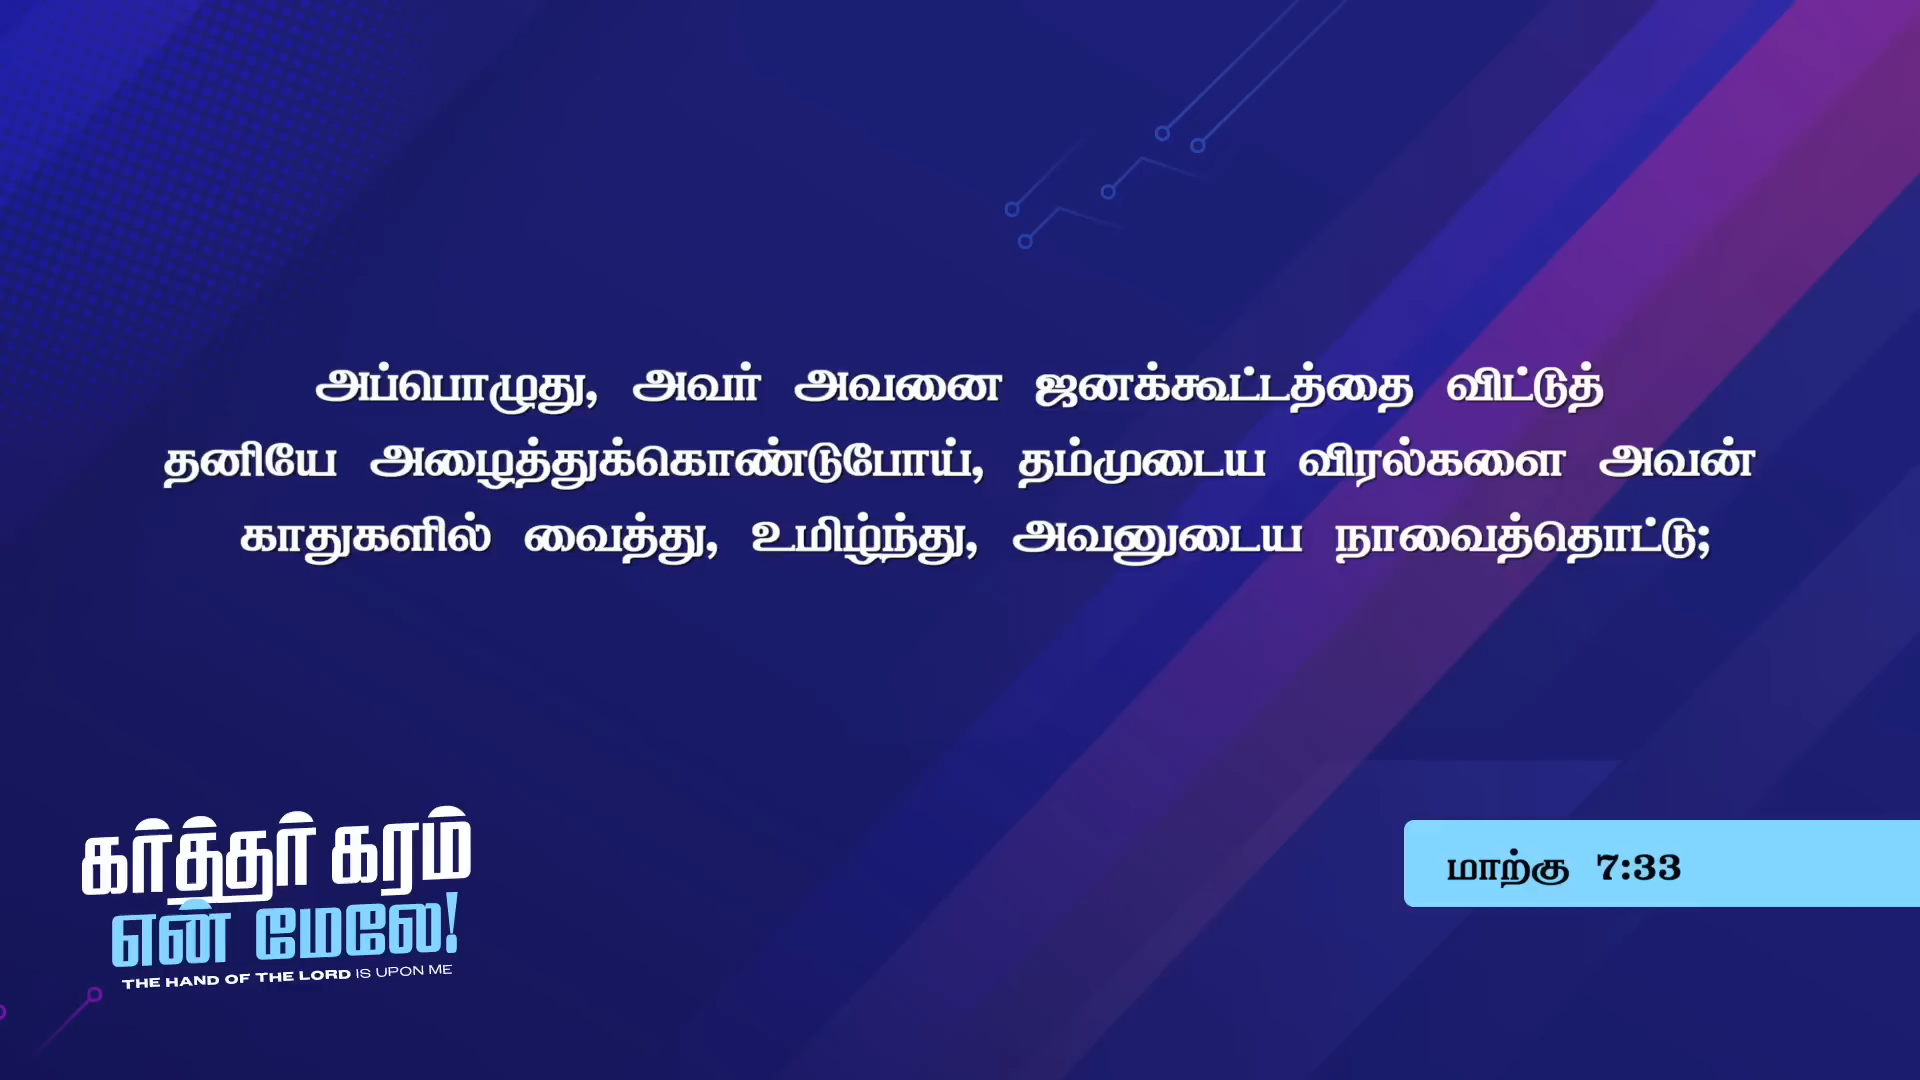 அப்பொழுது, அவர் அவனை ஜனக்கூட்டத்தை விட்டுத்
தனியே அழைத்துக்கொண்டுபோய், தம்முடைய விரல்களை அவன்
காதுகளில் வைத்து, உமிழ்ந்து, அவனுடைய நாவைத்தொட்டு;
கர்த்தர் கரம்
என் மேலே!
THE HAND OF THE LORD IS UPON ME
மாற்கு 7:33